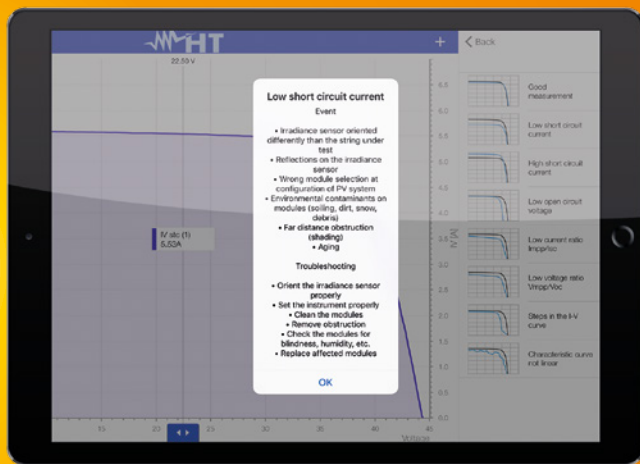 HT
+
22,50 V
IV stc (1)
5,53A
6.5
6.0
5.5
5.0
4.5
4.0
IV [A]
2.5
2.0
1.5
1.0
0.5
0.0
15
20
25
30
35
40
45
Voltage
Low short circuit current
Event
• Irradiance sensor oriented
differently than the string under
test
• Reflections on the irradiance
sensor
• Wrong module selection at
configuration of PV system
• Environmental contaminants on
modules (soiling, dirt, snow,
debris)
• Far distance obstruction
(shading)
• Aging
Troubleshooting
• Orient the irradiance sensor
properly
• Set the instrument properly
• Clean the modules
• Remove obstruction
• Check the modules for
blindness, humidity, etc.
• Replace affected modules
OK
Back
Good
measurement
Low short circuit
current
High short circuit
current
Low open circuit
voltage
Low current ratio
Impp/Isc
Low voltage ratio
Vmpp/Voc
Steps in the I-V
curve
Characteristic curve
not linear